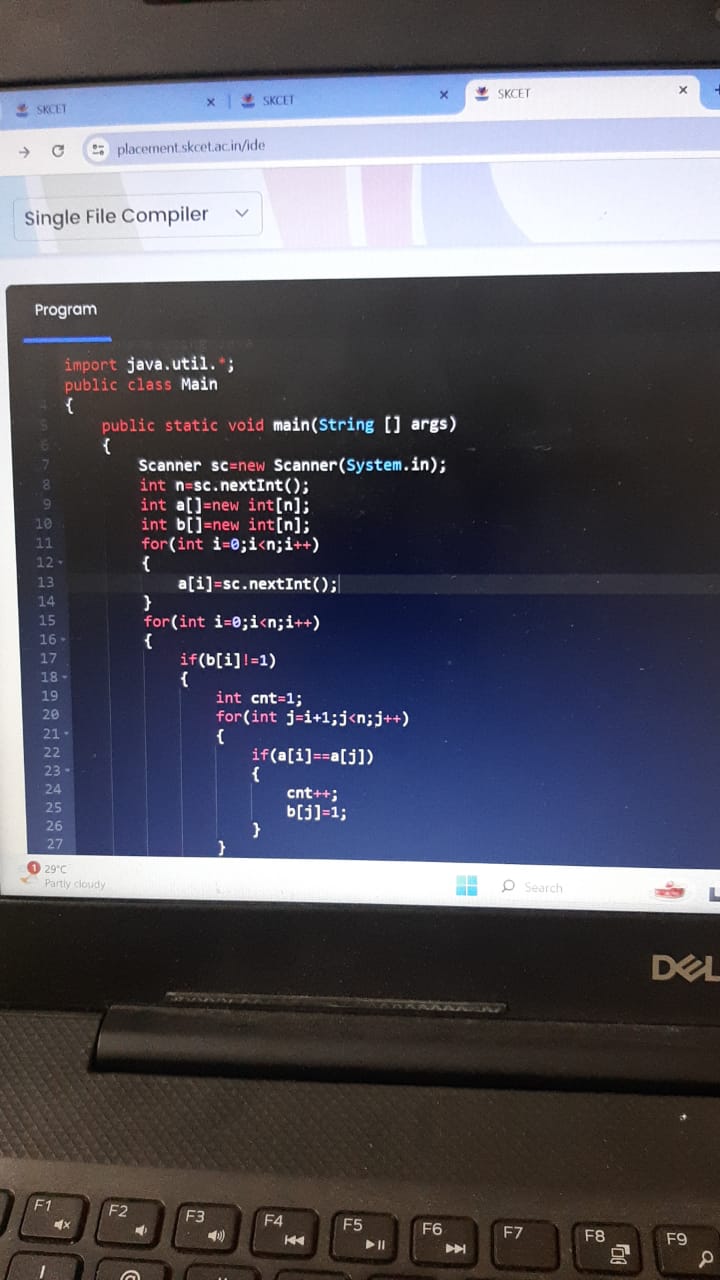 SKCET
SKCET
SKCET
placement.skcet.ac.in/ide
Single File Compiler
Program
import java.util.*;
public class Main
4 {
5 public static void main(String [] args)
6 {
7 Scanner sc=new Scanner(System.in);
8 int n=sc.nextInt();
9 int a[]=new int[n];
10 int b[]=new int[n];
11 for(int i=0;i<n;i++)
12 {
13 a[i]=sc.nextInt();
14 }
15 for(int i=0;i<n;i++)
16 {
17 if(b[i]!=1)
18 {
19 int cnt=1;
20 for(int j=i+1;j<n;j++)
21 {
22 if(a[i]==a[j])
23 {
24 cnt++;
25 b[j]=1;
26 }
27 }
1 29°C
Partly cloudy
Search
DELL
F1
F2
F3
F4
F5
F6
F7
F8
F9
!
@